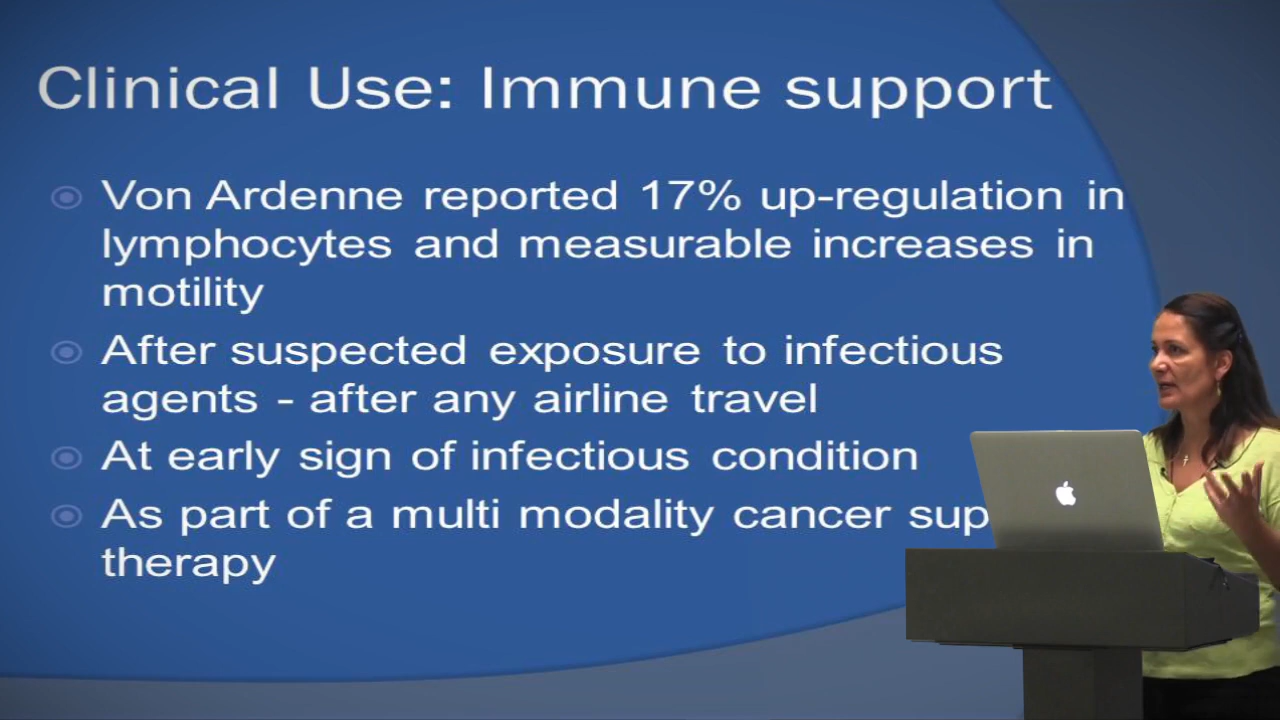 Clinical Use: Immune support
Von Ardenne reported 17% up-regulation in
lymphocytes and measurable increases in
motility
After suspected exposure to infectious
agents - after any airline travel
At early sign of infectious condition
As part of a multi modality cancer sup
therapy